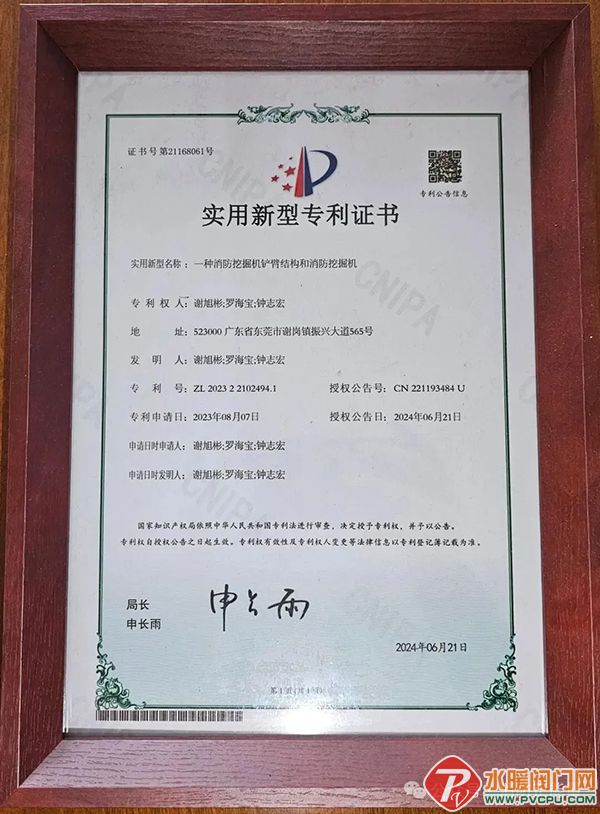 证书号第21168061号
专利公告信息
实用新型专利证书
实用新型名称：一种消防挖掘机铲臂结构和消防挖掘机
专利权人：谢旭彬;罗海宝;钟志宏
地址：523000 广东省东莞市谢岗镇振兴大道565号
发明人：谢旭彬;罗海宝;钟志宏
专利号：ZL 2023 2 2102494.1 授权公告号：CN 221193484 U
专利申请日：2023年08月07日 授权公告日：2024年06月21日
申请日时申请人：谢旭彬;罗海宝;钟志宏
申请日时发明人：谢旭彬;罗海宝;钟志宏
国家知识产权局依照中华人民共和国专利法进行审查，决定授予专利权，并予以公告。
专利权自授权公告之日起生效。专利权有效性及专利权人变更等法律信息以专利登记簿记载为准。
局长
申长雨
申长雨
2024年06月21日
第1页(共1页)
CNIPA
CNIPA
CNIPA
CNIPA
CNIPA
水暖阀门网
WWW.PVCPU.COM